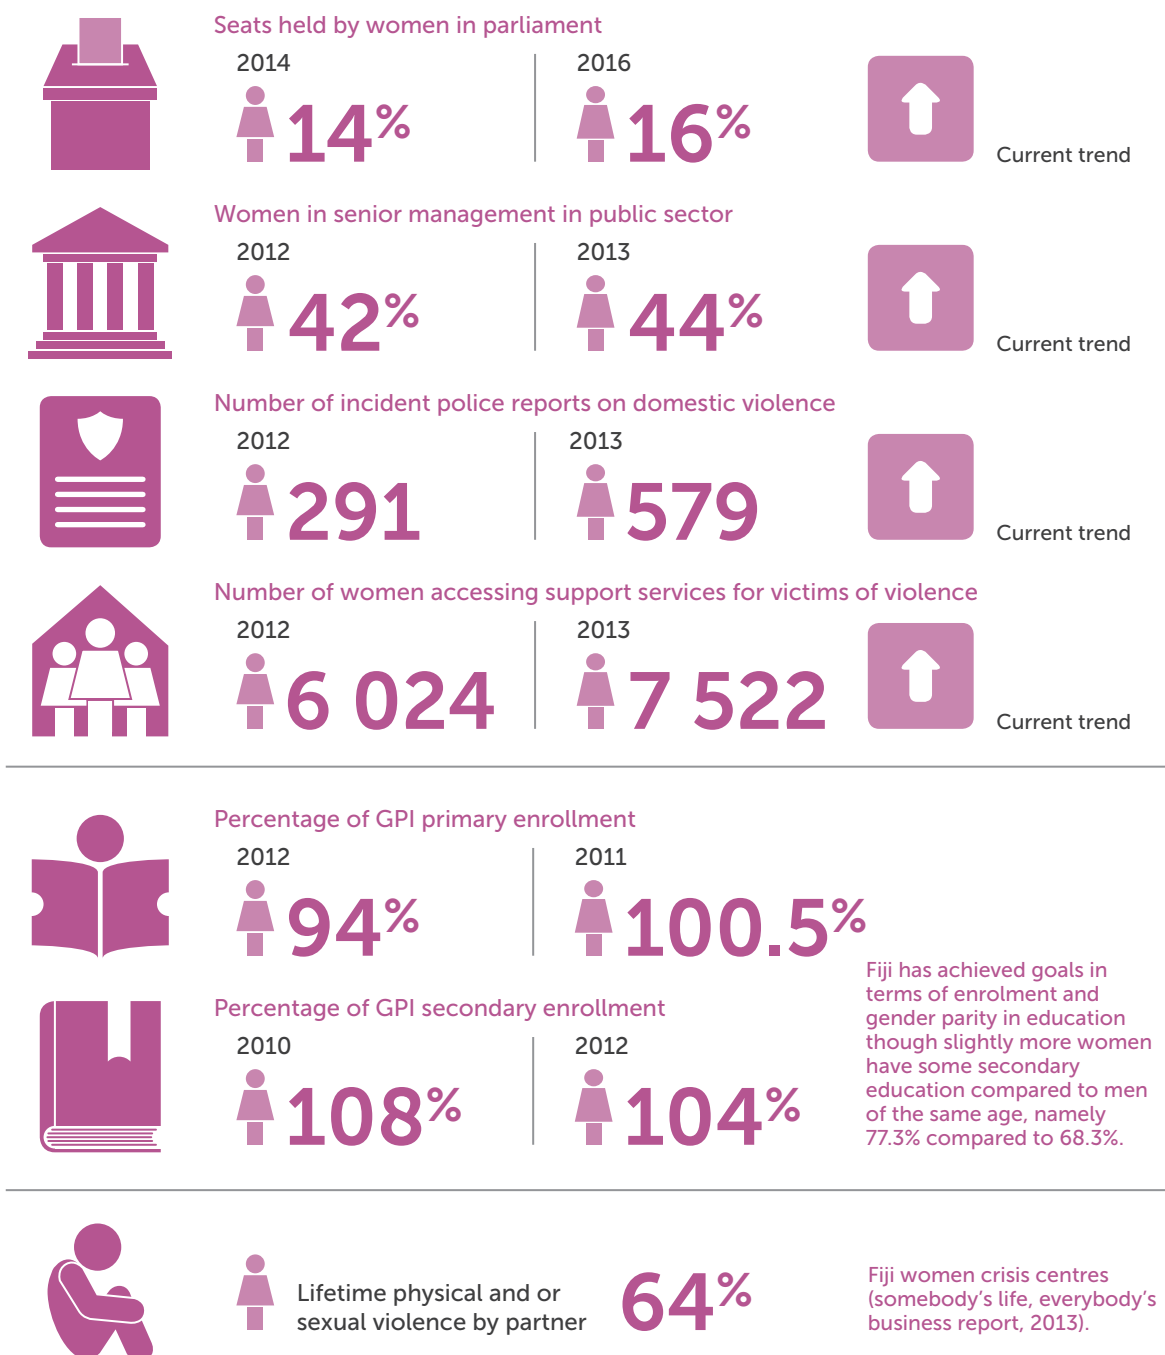 Seats held by women in parliament
2014
14%
2016
16%
Current trend
Women in senior management in public sector
2012
42%
2013
44%
Current trend
Number of incident police reports on domestic violence
2012
291
2013
579
Current trend
Number of women accessing support services for victims of violence
2012
6 024
2013
7 522
Current trend
Percentage of GPI primary enrollment
2012
94%
2011
100.5%
Percentage of GPI secondary enrollment
2010
108%
2012
104%
Fiji has achieved goals in
terms of enrolment and
gender parity in education
though slightly more women
have some secondary
education compared to men
of the same age, namely
77.3% compared to 68.3%.
Lifetime physical and or
sexual violence by partner
64%
Fiji women crisis centres
(somebody's life, everybody's
business report, 2013).